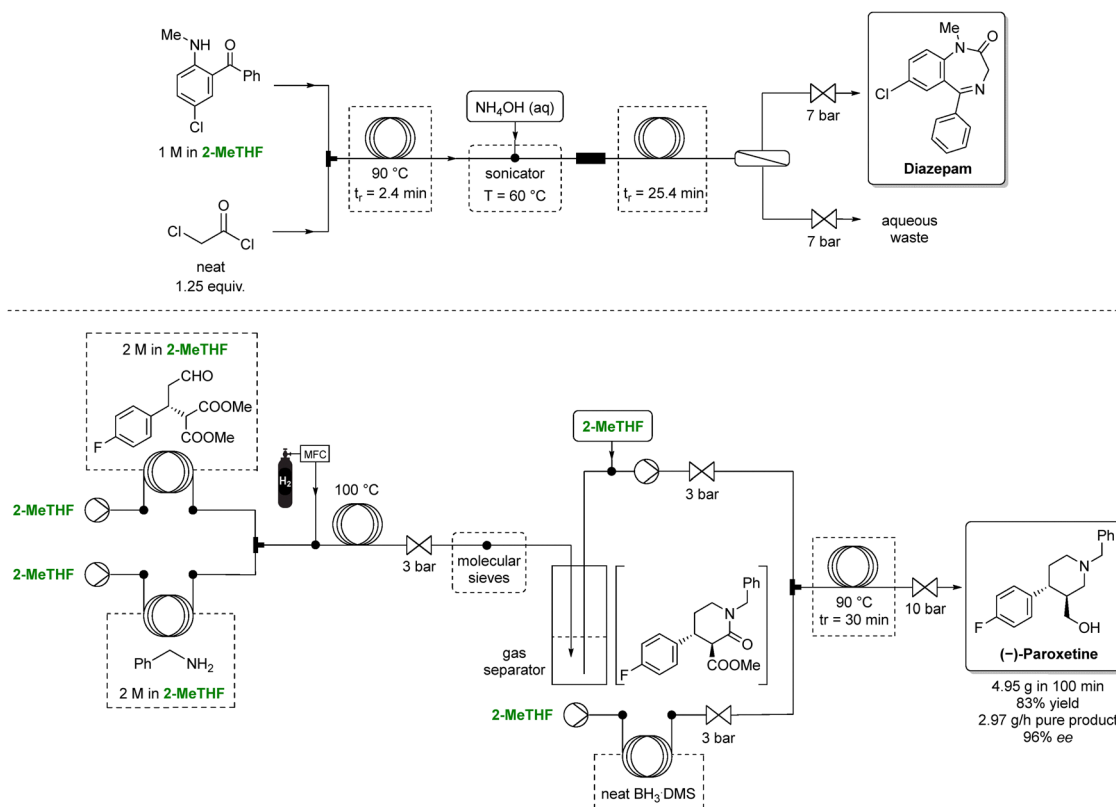 Me
NH
O
Ph
Cl
1 M in 2-MeTHF
O
Cl
Cl
neat
1.25 equiv.
90 °C
tr = 2.4 min
NH4OH (aq)
sonicator
T = 60 °C
tr = 25.4 min
7 bar
7 bar
Me
N
O
N
Cl
Diazepam
aqueous
waste
2 M in 2-MeTHF
CHO
COOMe
COOMe
F
2-MeTHF
2-MeTHF
Ph
NH2
2 M in 2-MeTHF
H2
MFC
100 °C
3 bar
molecular
sieves
gas
separator
2-MeTHF
3 bar
Ph
N
O
COOMe
F
2-MeTHF
3 bar
neat BH3·DMS
90 °C
tr = 30 min
10 bar
Ph
N
OH
F
(−)-Paroxetine
4.95 g in 100 min
83% yield
2.97 g/h pure product
96% ee